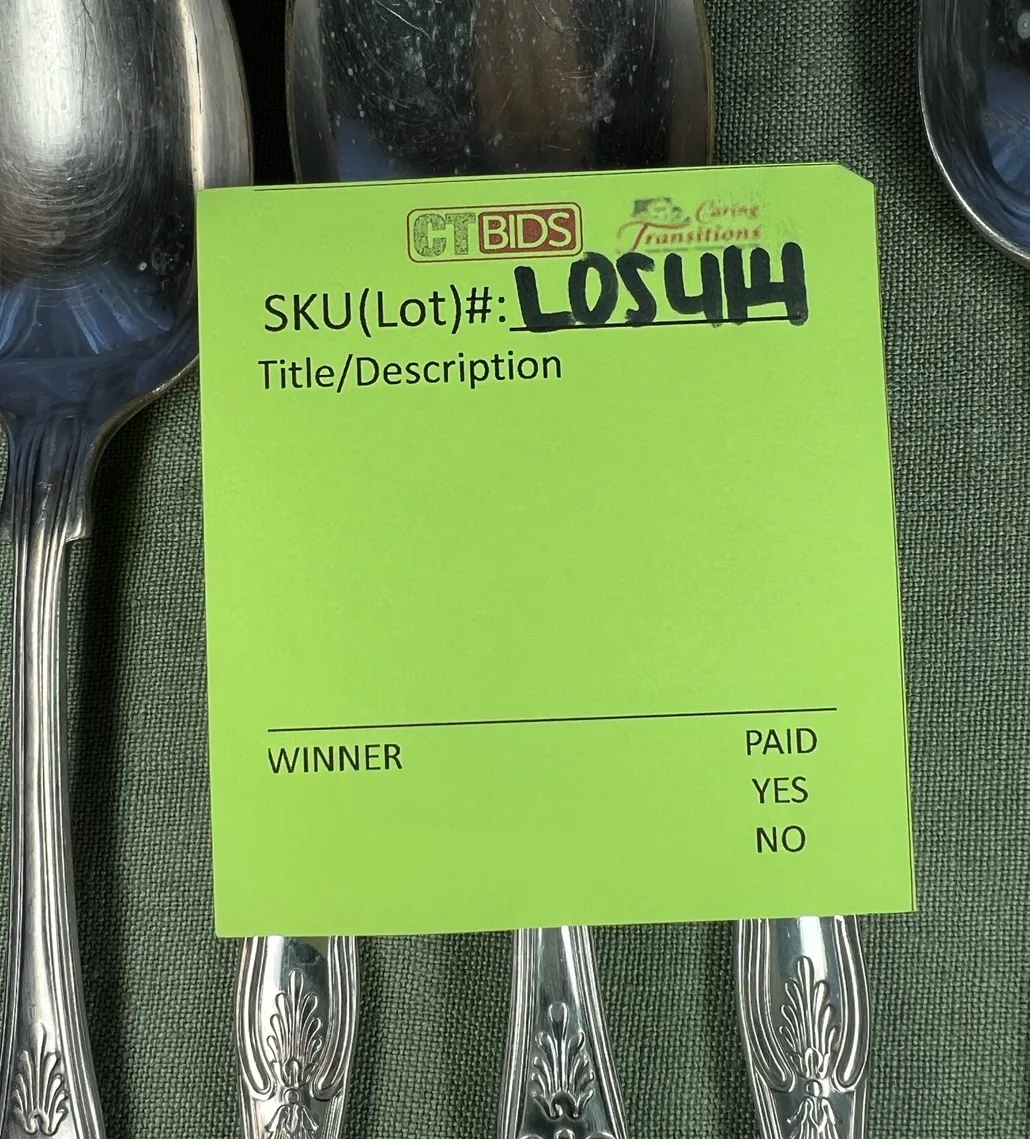 CTBIDS Caring Transitions
SKU(Lot)#: LOS414
Title/Description
WINNER PAID
YES
NO